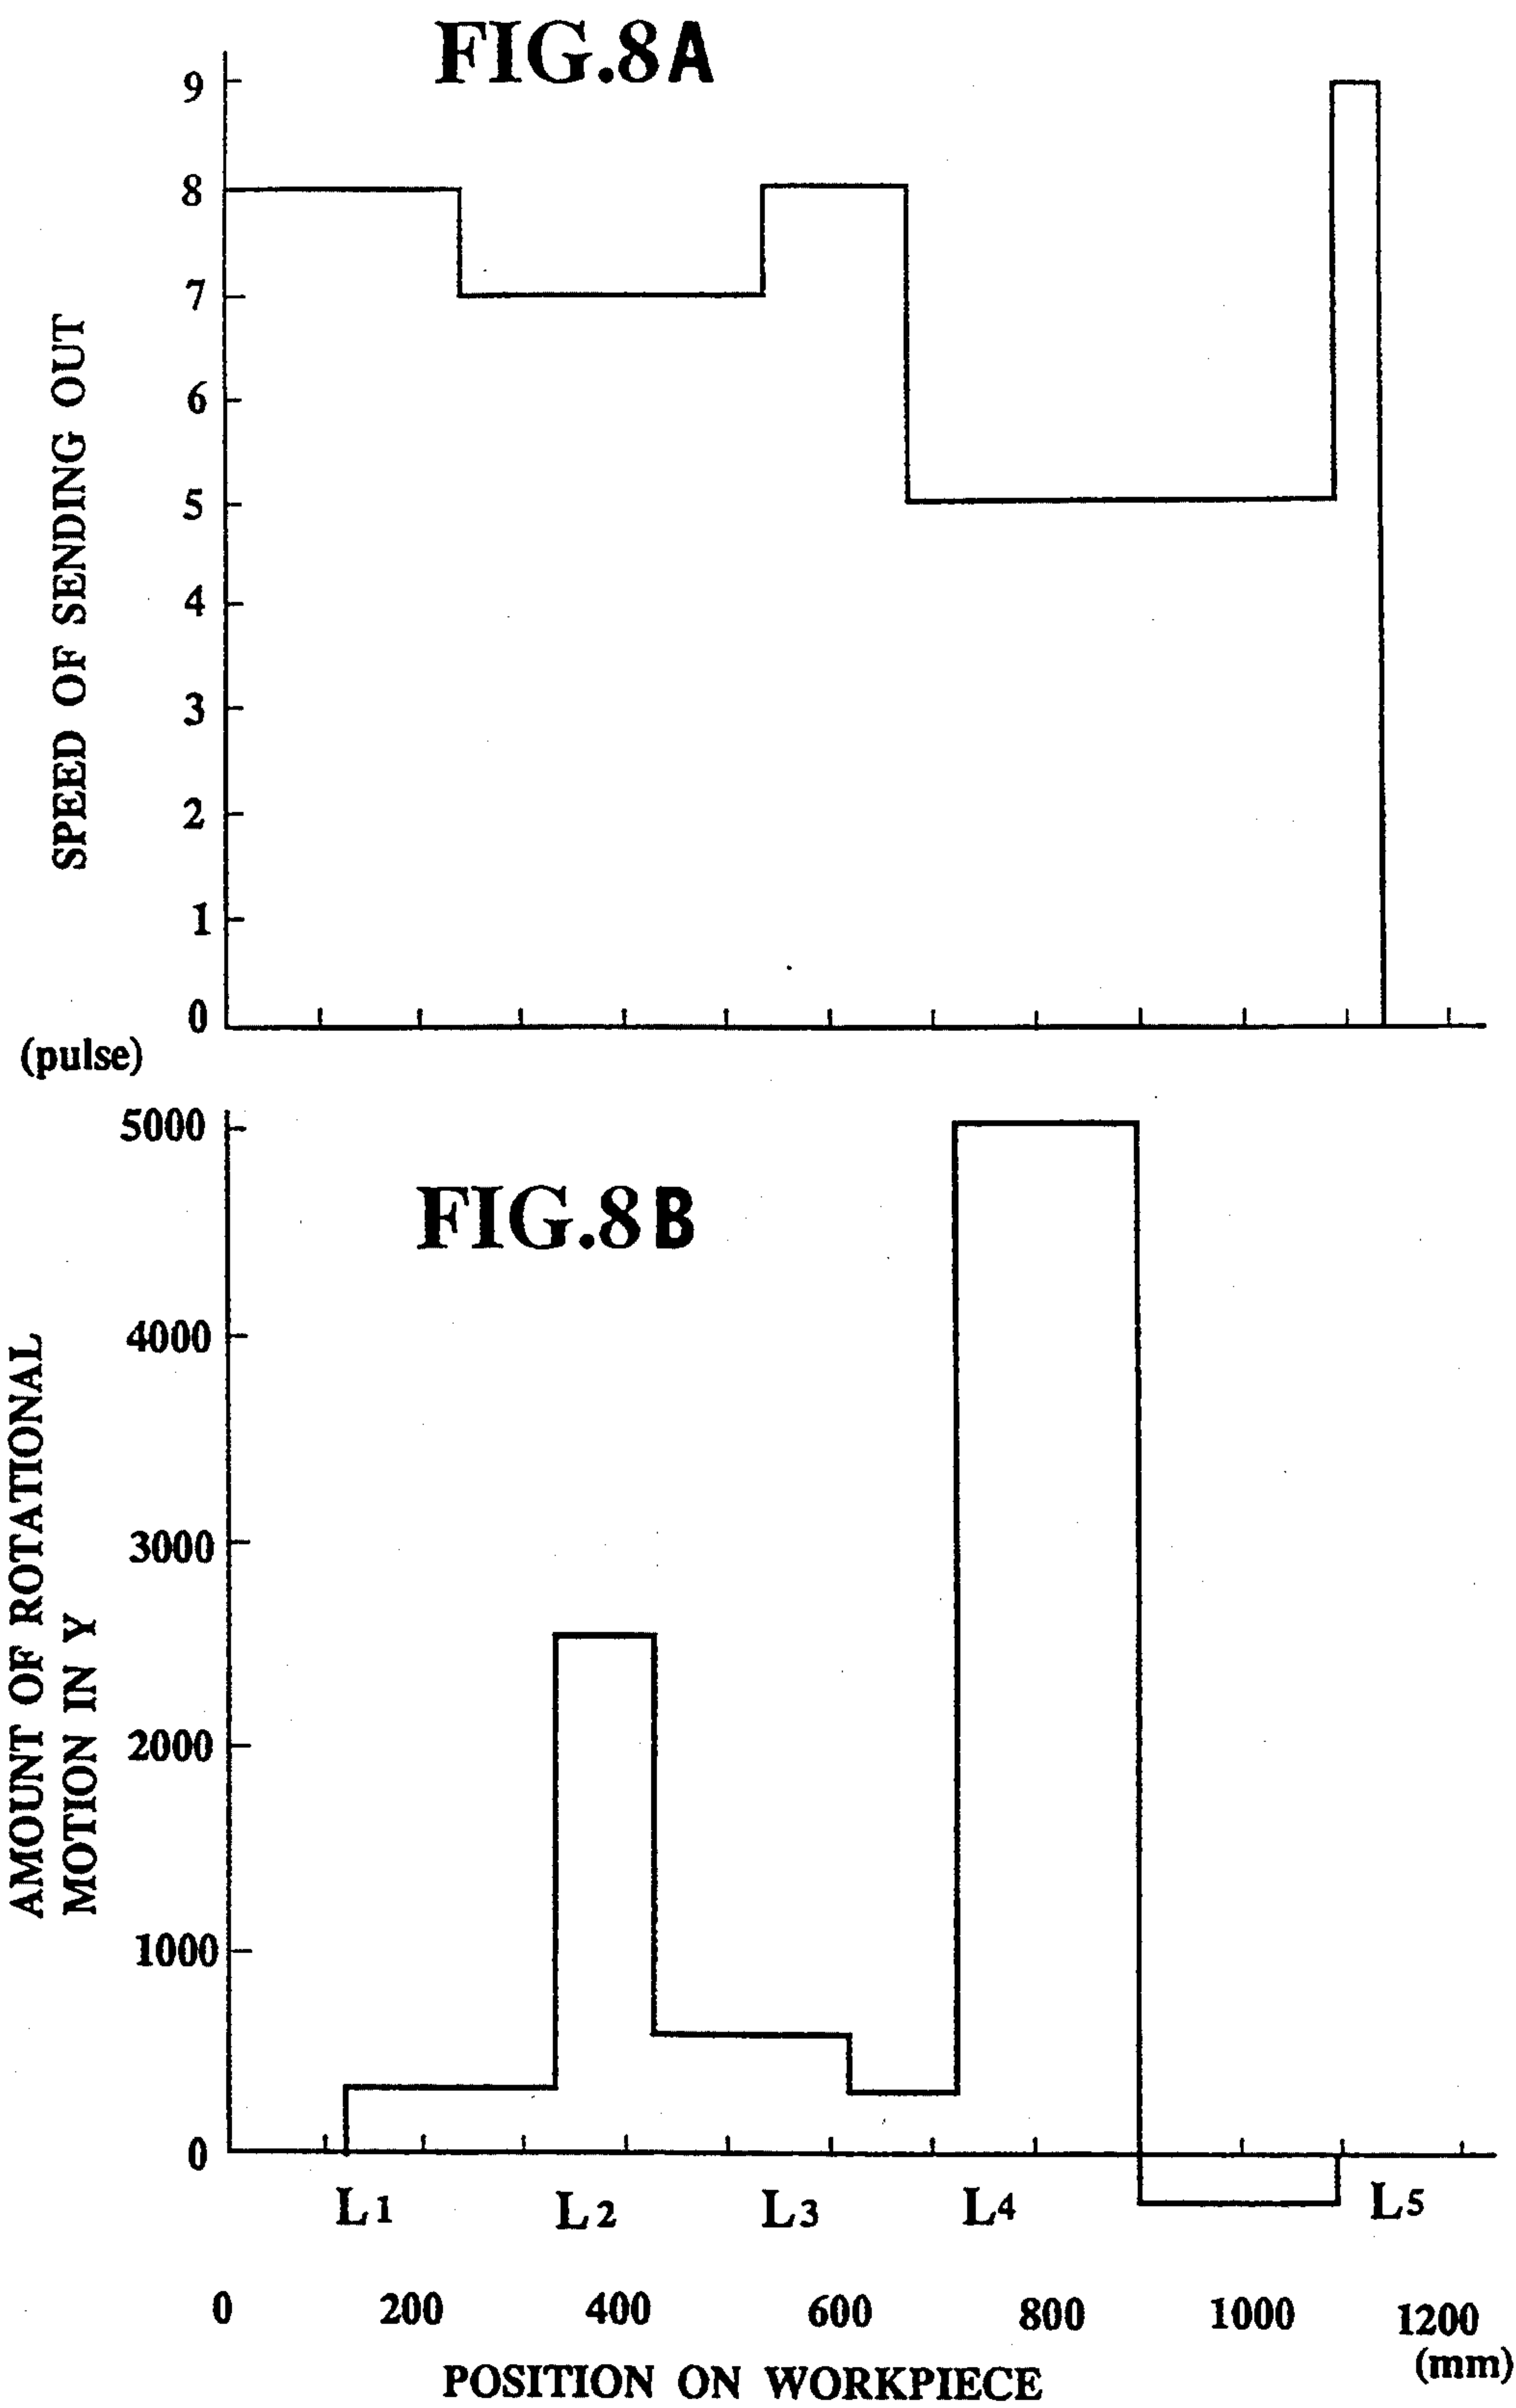 FIG.8A
9
8
7
6
5
4
3
2
1
0
SPEED OF SENDING OUT
(pulse)
FIG.8B
5000
4000
3000
2000
1000
0
AMOUNT OF ROTATIONAL
MOTION IN Y
L1 L2 L3 L4 L5
0 200 400 600 800 1000 1200
(mm)
POSITION ON WORKPIECE